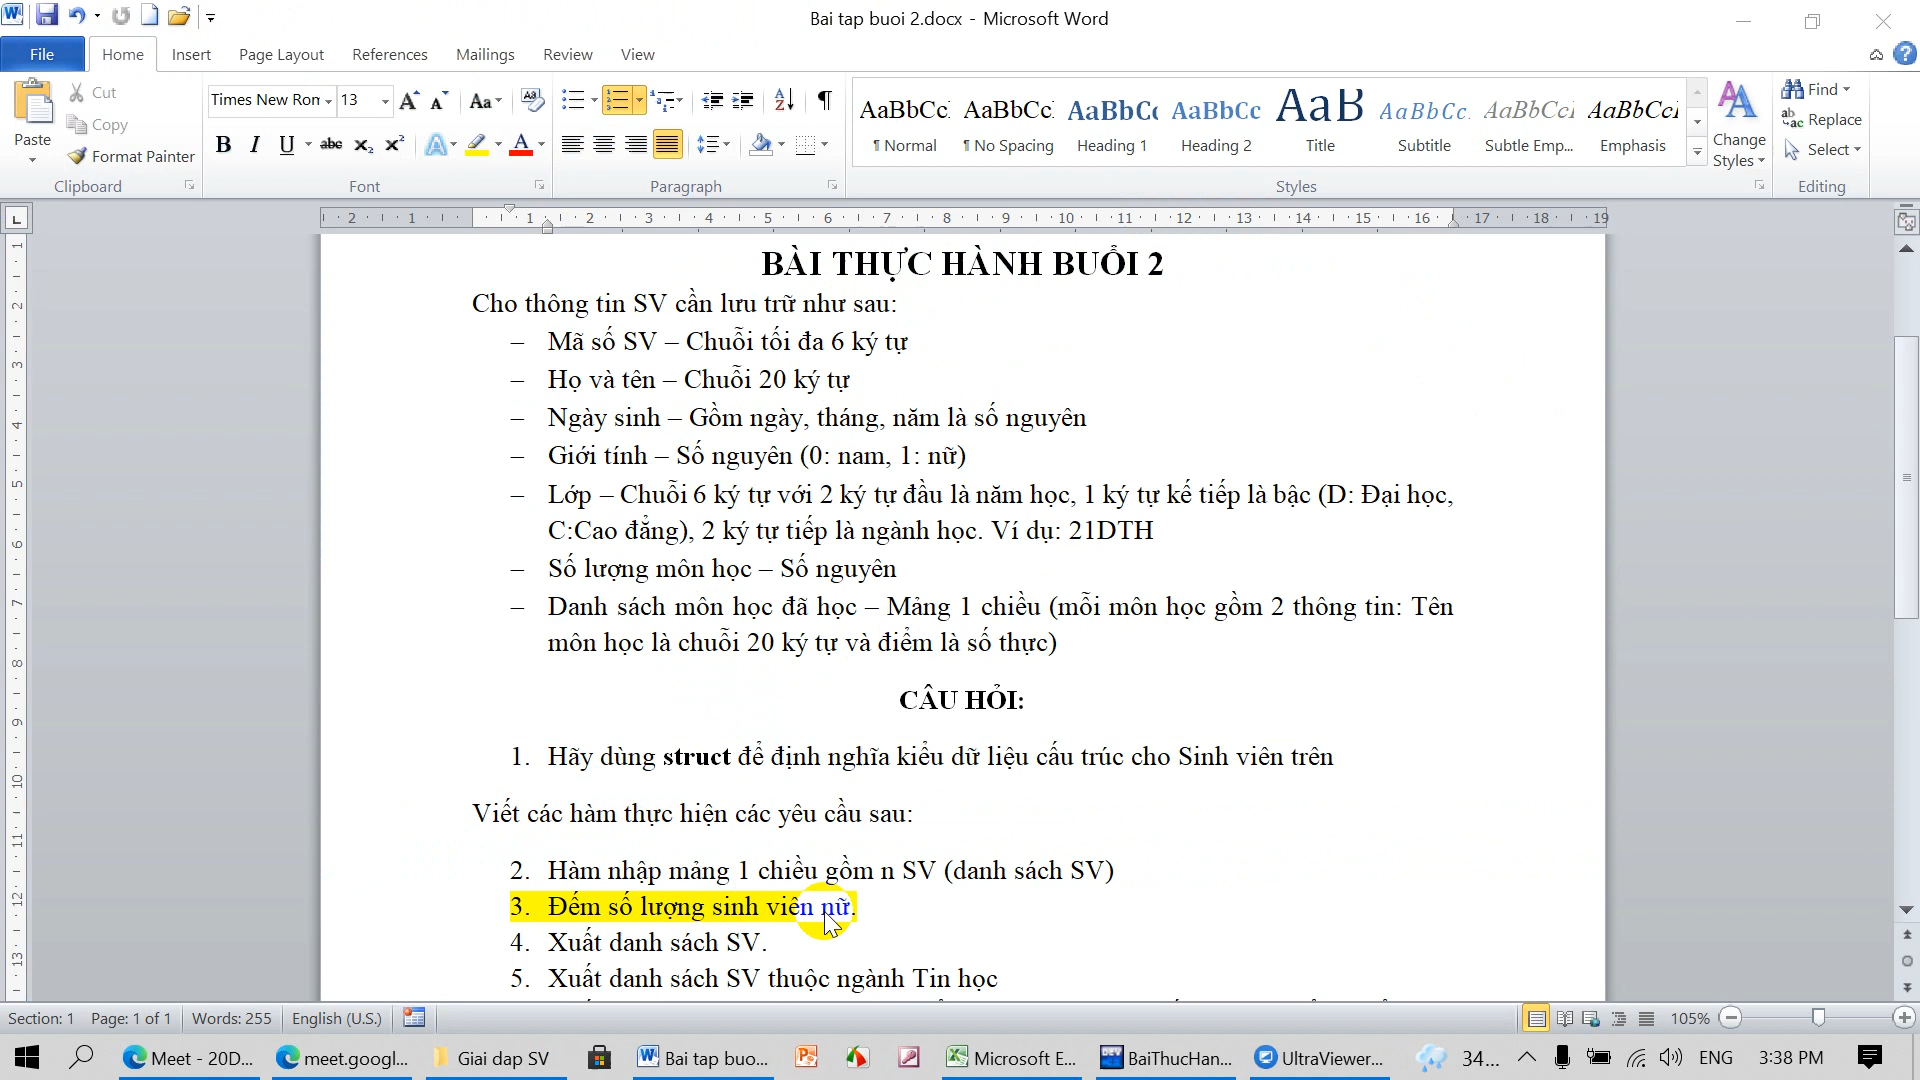 Bai tap buoi 2.docx - Microsoft Word
File Home Insert Page Layout References Mailings Review View
Paste
Cut
Copy
Format Painter
Clipboard
Times New Ron 13
Font
Paragraph
AaBbCc AaBbCc AaBbCc AaBbCc AaB AaBbCc. AaBbCcI AaBbCcI
¶ Normal ¶ No Spacing Heading 1 Heading 2 Title Subtitle Subtle Emp... Emphasis
Styles
Change Styles
Find
Replace
Select
Editing
BÀI THỰC HÀNH BUỔI 2
Cho thông tin SV cần lưu trữ như sau:
– Mã số SV – Chuỗi tối đa 6 ký tự
– Họ và tên – Chuỗi 20 ký tự
– Ngày sinh – Gồm ngày, tháng, năm là số nguyên
– Giới tính – Số nguyên (0: nam, 1: nữ)
– Lớp – Chuỗi 6 ký tự với 2 ký tự đầu là năm học, 1 ký tự kế tiếp là bậc (D: Đại học,
C:Cao đẳng), 2 ký tự tiếp là ngành học. Ví dụ: 21DTH
– Số lượng môn học – Số nguyên
– Danh sách môn học đã học – Mảng 1 chiều (mỗi môn học gồm 2 thông tin: Tên
môn học là chuỗi 20 ký tự và điểm là số thực)
CÂU HỎI:
1. Hãy dùng struct để định nghĩa kiểu dữ liệu cấu trúc cho Sinh viên trên
Viết các hàm thực hiện các yêu cầu sau:
2. Hàm nhập mảng 1 chiều gồm n SV (danh sách SV)
3. Đếm số lượng sinh viên nữ.
4. Xuất danh sách SV.
5. Xuất danh sách SV thuộc ngành Tin học
Section: 1 Page: 1 of 1 Words: 255 English (U.S.) 105%
Meet - 20D... meet.googl... Giai dap SV Bai tap buo... Microsoft E... BaiThucHan... UltraViewer... 34... ENG 3:38 PM